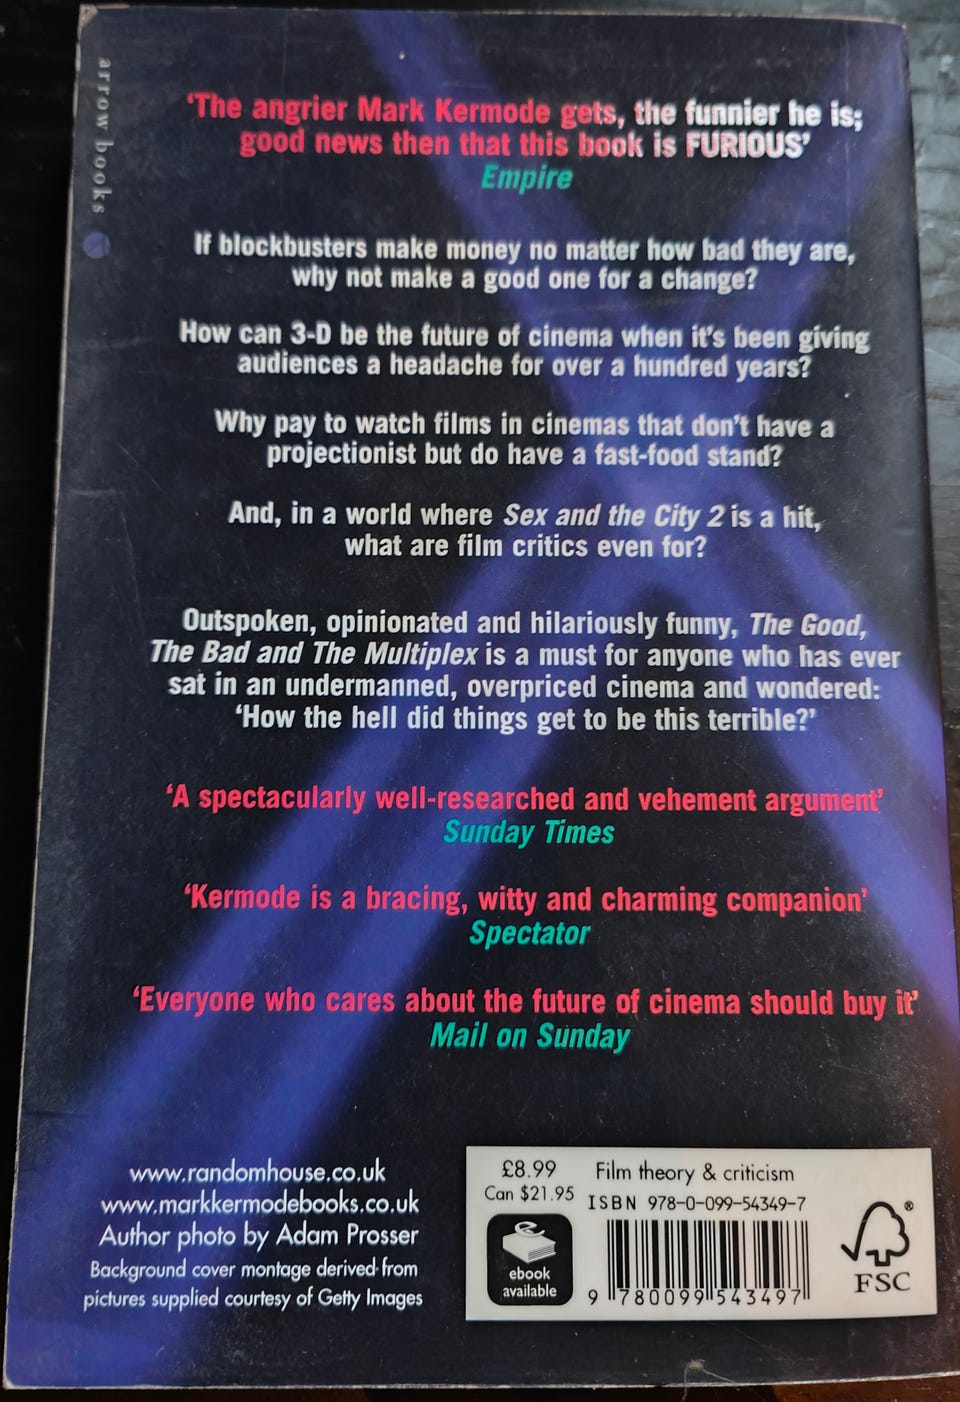 arrow books
'The angrier Mark Kermode gets, the funnier he is;
good news then that this book is FURIOUS'
Empire
If blockbusters make money no matter how bad they are,
why not make a good one for a change?
How can 3-D be the future of cinema when it's been giving
audiences a headache for over a hundred years?
Why pay to watch films in cinemas that don't have a
projectionist but do have a fast-food stand?
And, in a world where Sex and the City 2 is a hit,
what are film critics even for?
Outspoken, opinionated and hilariously funny, The Good,
The Bad and The Multiplex is a must for anyone who has ever
sat in an undermanned, overpriced cinema and wondered:
'How the hell did things get to be this terrible?'
'A spectacularly well-researched and vehement argument'
Sunday Times
'Kermode is a bracing, witty and charming companion'
Spectator
'Everyone who cares about the future of cinema should buy it'
Mail on Sunday
www.randomhouse.co.uk
www.markkermodebooks.co.uk
Author photo by Adam Prosser
Background cover montage derived from
pictures supplied courtesy of Getty Images
£8.99 Film theory & criticism
Can $21.95 ISBN 978-0-099-54349-7
e
ebook
available
9 780099 543497
®
FSC